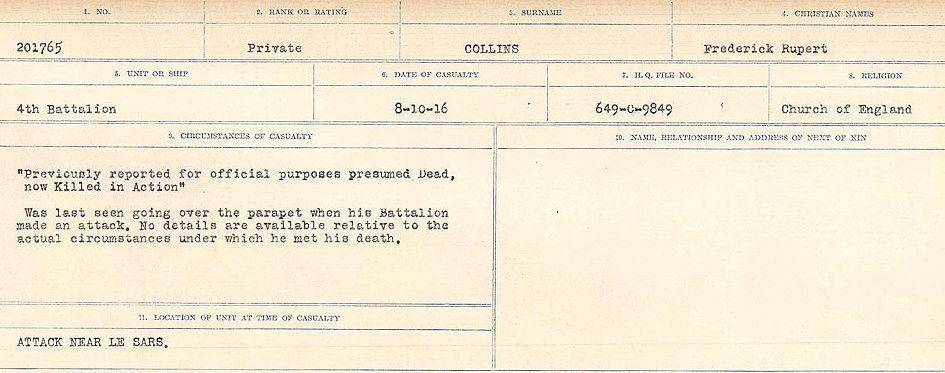 1. NO.
2. RANK OR RATING
3. SURNAME
4. CHRISTIAN NAMES
201765
Private
COLLINS
Frederick Rupert
5. UNIT OR SHIP
6. DATE OF CASUALTY
7. H.Q. FILE NO.
8. RELIGION
4th Battalion
8-10-16
649-C-9849
Church of England
9. CIRCUMSTANCES OF CASUALTY
10. NAME, RELATIONSHIP AND ADDRESS OF NEXT OF KIN
"Previously reported for official purposes presumed Dead,
now Killed in Action"
Was last seen going over the parapet when his Battalion
made an attack. No details are available relative to the
actual circumstances under which he met his death.
11. LOCATION OF UNIT AT TIME OF CASUALTY
ATTACK NEAR LE SARS.